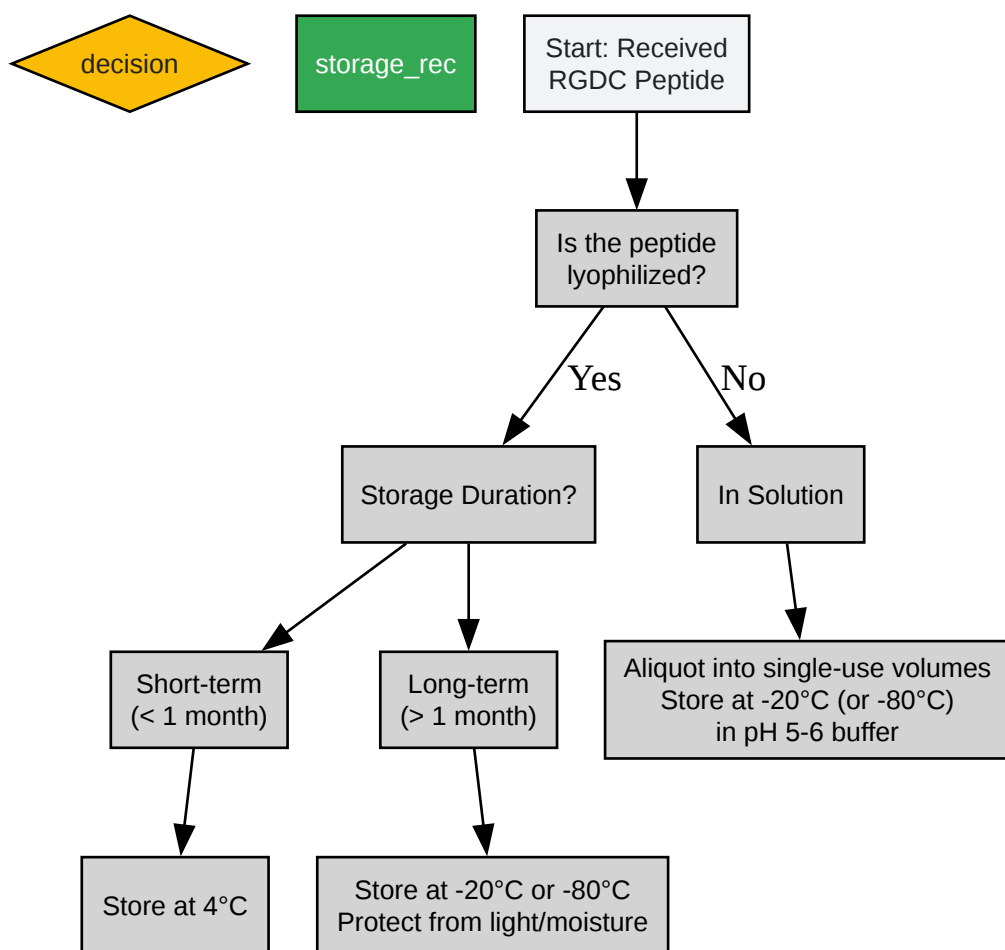 decision
storage_rec
Start: Received
RGDC Peptide
Is the peptide
lyophilized?
Yes
No
Storage Duration?
In Solution
Short-term
(< 1 month)
Long-term
(> 1 month)
Aliquot into single-use volumes
Store at -20°C (or -80°C)
in pH 5-6 buffer
Store at 4°C
Store at -20°C or -80°C
Protect from light/moisture